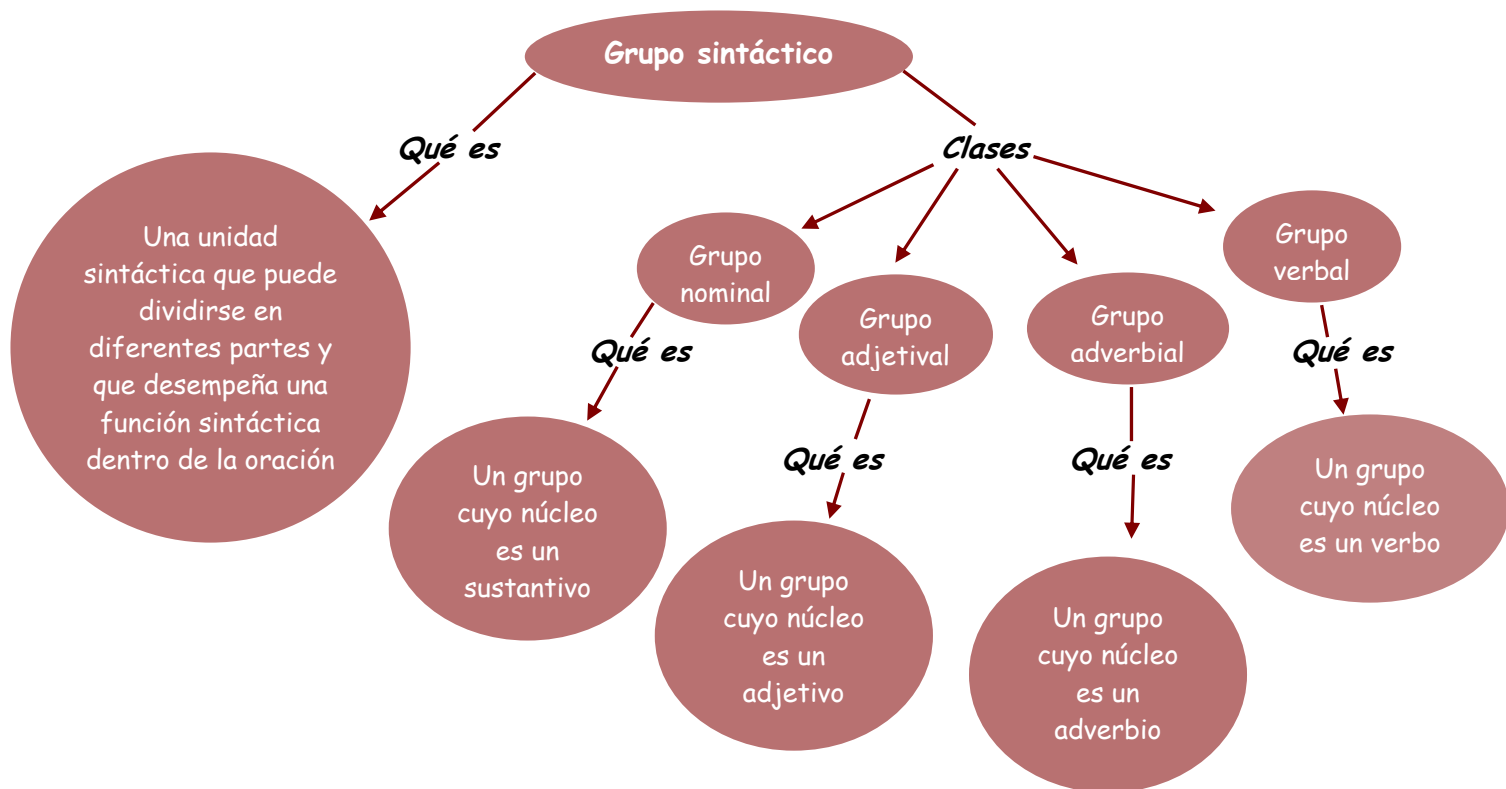 Grupo sintáctico
Qué es
Clases
Una unidad
sintáctica que puede
dividirse en
diferentes partes y
que desempeña una
función sintáctica
dentro de la oración
Grupo
nominal
Grupo
adjetival
Grupo
adverbial
Grupo
verbal
Qué es
Qué es
Qué es
Qué es
Un grupo
cuyo núcleo
es un
sustantivo
Un grupo
cuyo núcleo
es un
adjetivo
Un grupo
cuyo núcleo
es un
adverbio
Un grupo
cuyo núcleo
es un verbo